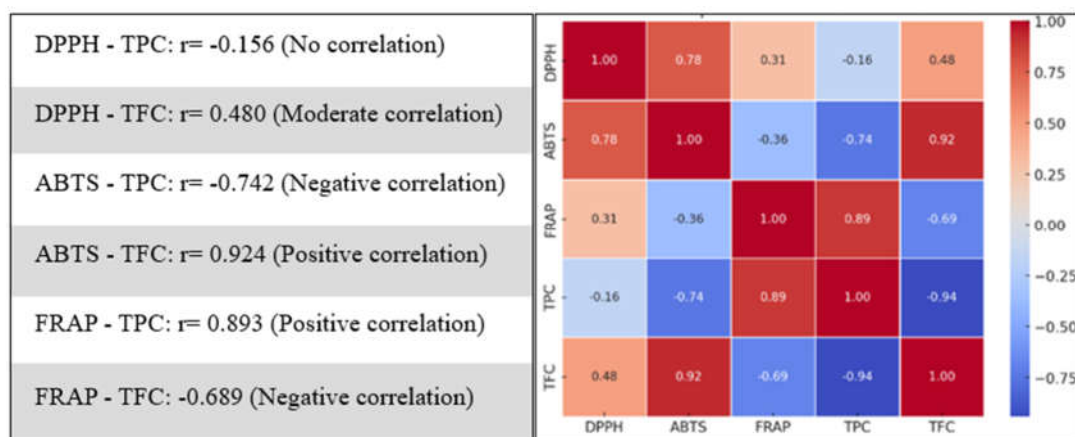 DPPH - TPC: r= -0.156 (No correlation)
DPPH - TFC: r= 0.480 (Moderate correlation)
ABTS - TPC: r= -0.742 (Negative correlation)
ABTS - TFC: r= 0.924 (Positive correlation)
FRAP - TPC: r= 0.893 (Positive correlation)
FRAP - TFC: -0.689 (Negative correlation)
DPPH 1.00 0.78 0.31 -0.16 0.48
ABTS 0.78 1.00 -0.36 -0.74 0.92
FRAP 0.31 -0.36 1.00 0.89 -0.69
TPC -0.16 -0.74 0.89 1.00 -0.94
TFC 0.48 0.92 -0.69 -0.94 1.00
DPPH ABTS FRAP TPC TFC
1.00
0.75
0.50
0.25
0.00
-0.25
-0.50
-0.75